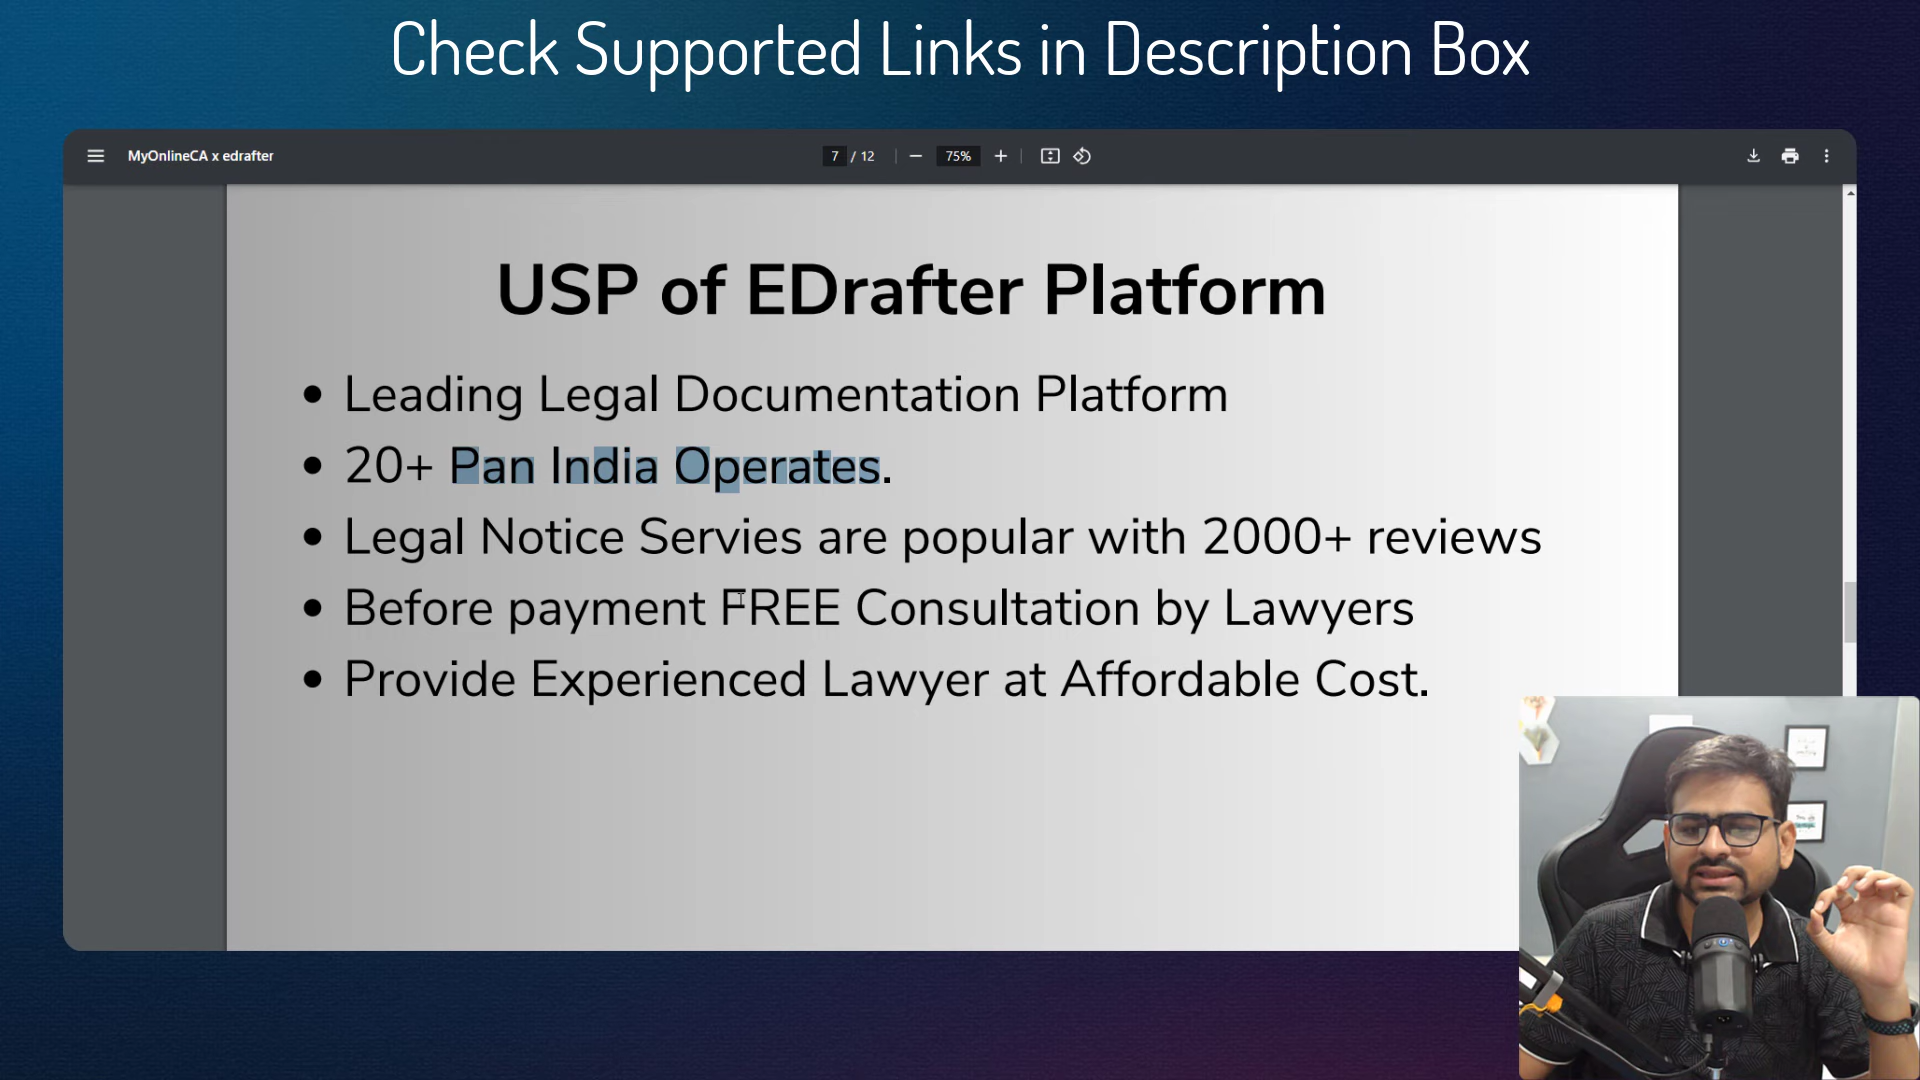 Check Supported Links in Description Box
MyOnlineCA x edrafter
7 / 12
75%
USP of EDrafter Platform
• Leading Legal Documentation Platform
• 20+ Pan India Operates.
• Legal Notice Servies are popular with 2000+ reviews
• Before payment FREE Consultation by Lawyers
• Provide Experienced Lawyer at Affordable Cost.